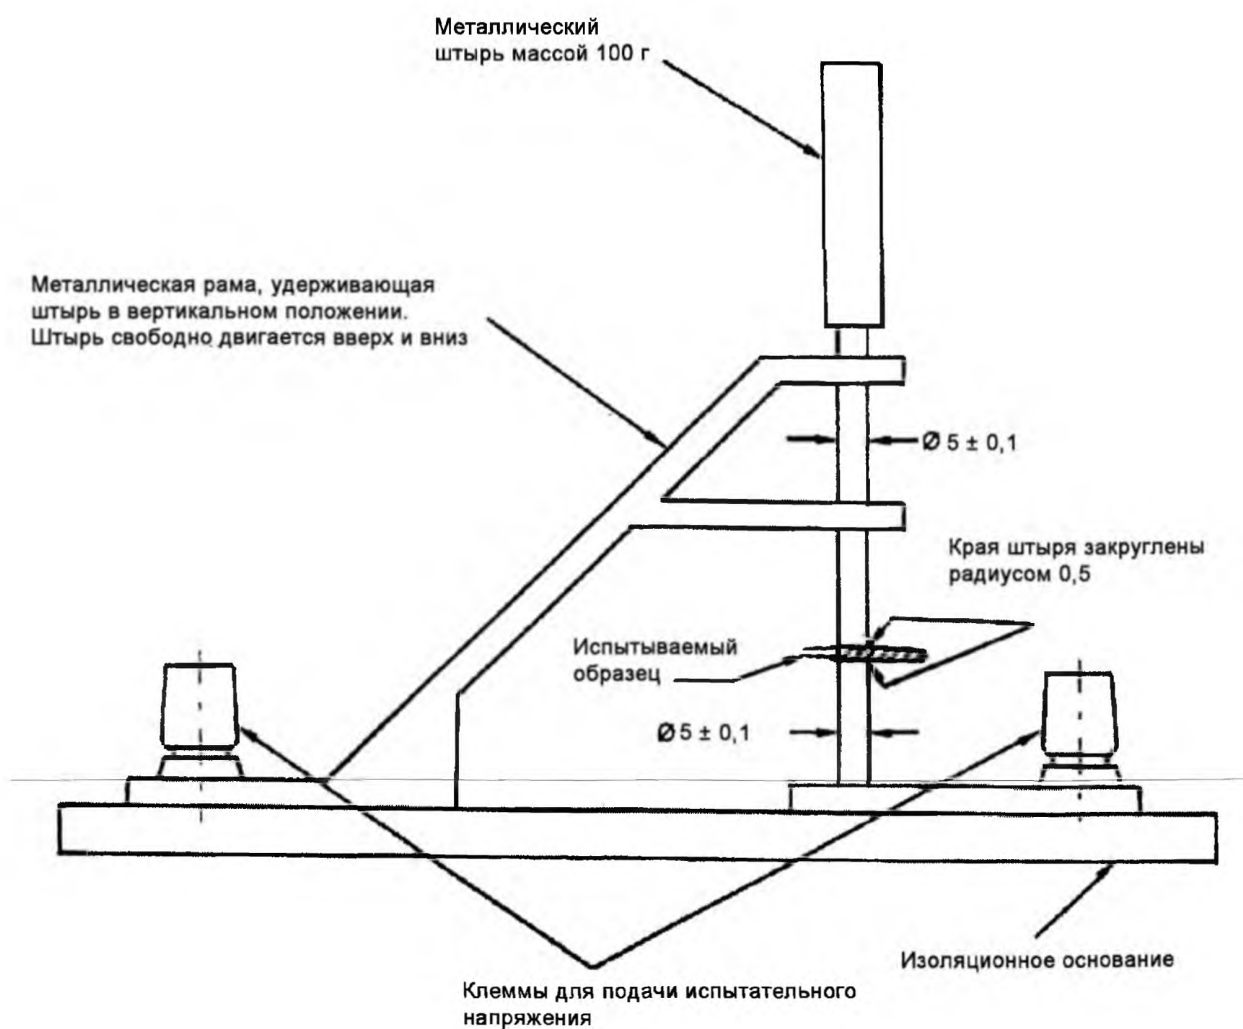 Металлический
штырь массой 100 г
Металлическая рама, удерживающая
штырь в вертикальном положении.
Штырь свободно двигается вверх и вниз
Ø 5 ± 0,1
Края штыря закруглены
радиусом 0,5
Испытываемый
образец
Ø 5 ± 0,1
Изоляционное основание
Клеммы для подачи испытательного
напряжения